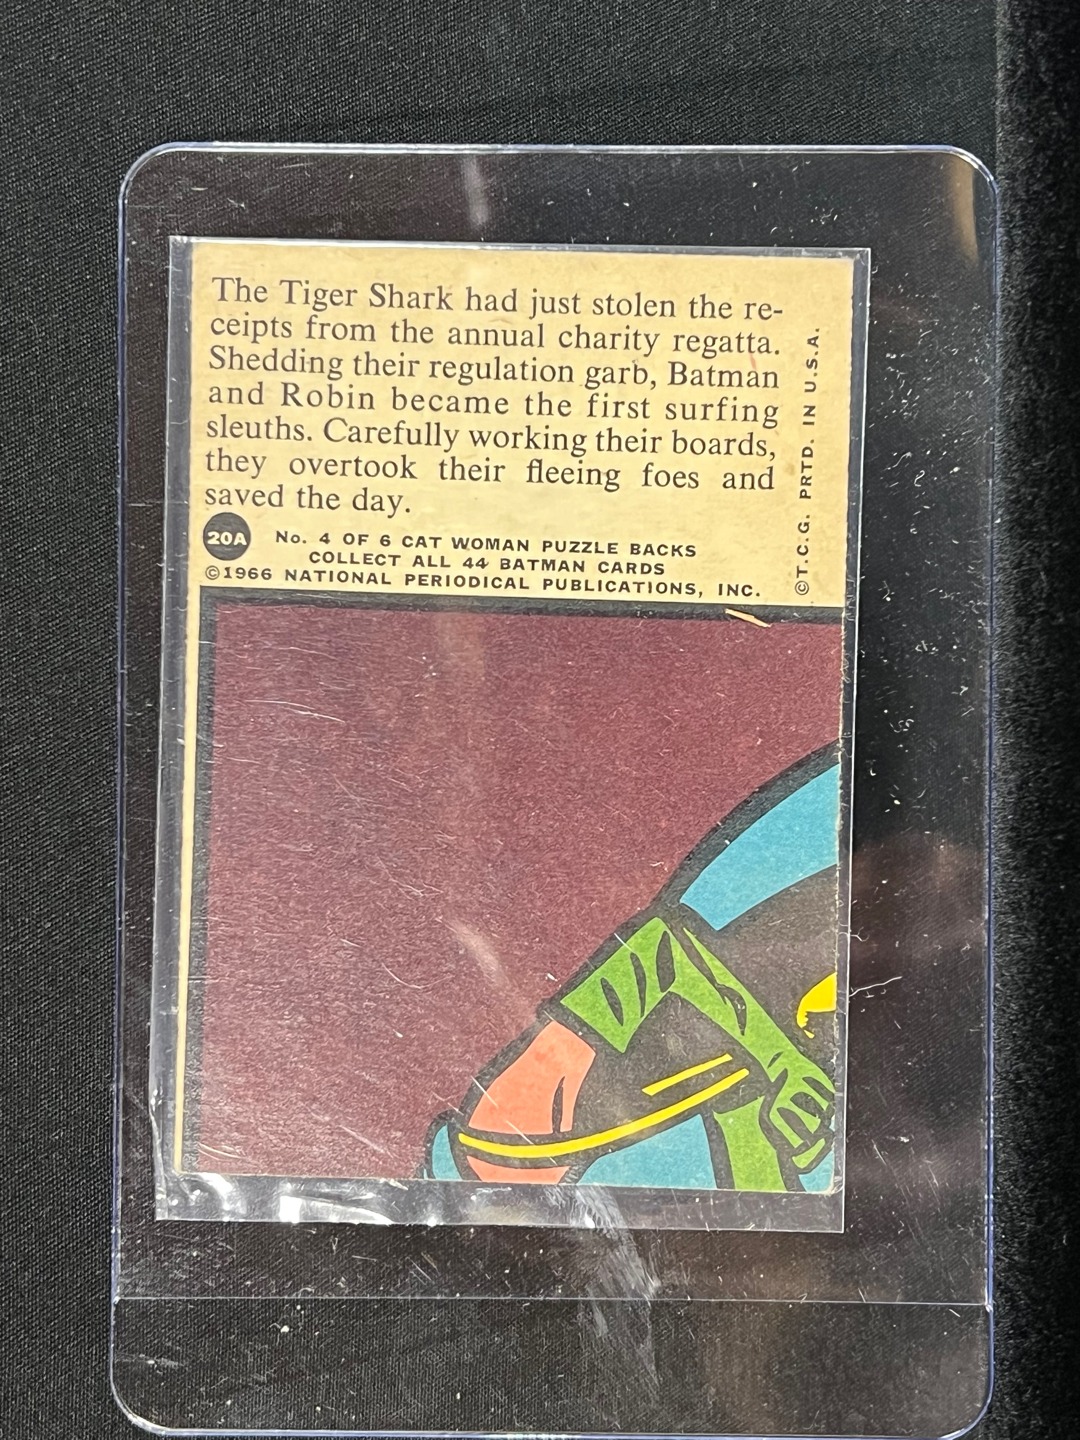 The Tiger Shark had just stolen the re-
ceipts from the annual charity regatta.
Shedding their regulation garb, Batman
and Robin became the first surfing
sleuths. Carefully working their boards,
they overtook their fleeing foes and
saved the day.
20A
No. 4 OF 6 CAT WOMAN PUZZLE BACKS
COLLECT ALL 44 BATMAN CARDS
©1966 NATIONAL PERIODICAL PUBLICATIONS, INC.
©T.C.G. PRTD. IN U.S.A.